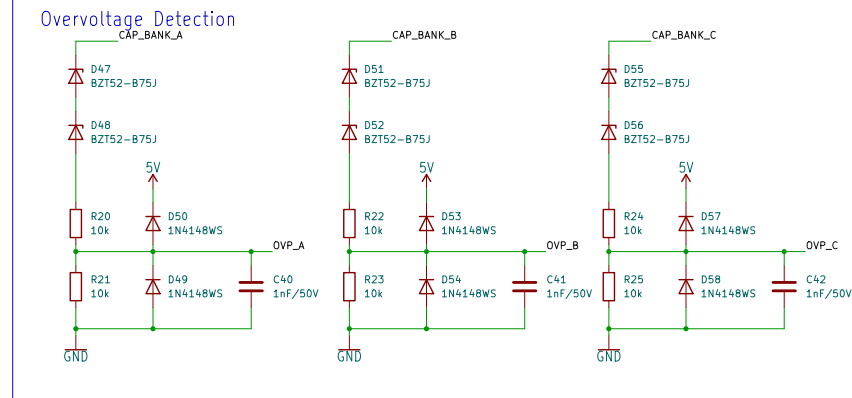 Overvoltage Detection
CAP_BANK_A
D47
BZT52-B75J
D48
BZT52-B75J
5V
R20
10k
D50
1N4148WS
OVP_A
R21
10k
D49
1N4148WS
C40
1nF/50V
GND
CAP_BANK_B
D51
BZT52-B75J
D52
BZT52-B75J
5V
R22
10k
D53
1N4148WS
OVP_B
R23
10k
D54
1N4148WS
C41
1nF/50V
GND
CAP_BANK_C
D55
BZT52-B75J
D56
BZT52-B75J
5V
R24
10k
D57
1N4148WS
OVP_C
R25
10k
D58
1N4148WS
C42
1nF/50V
GND